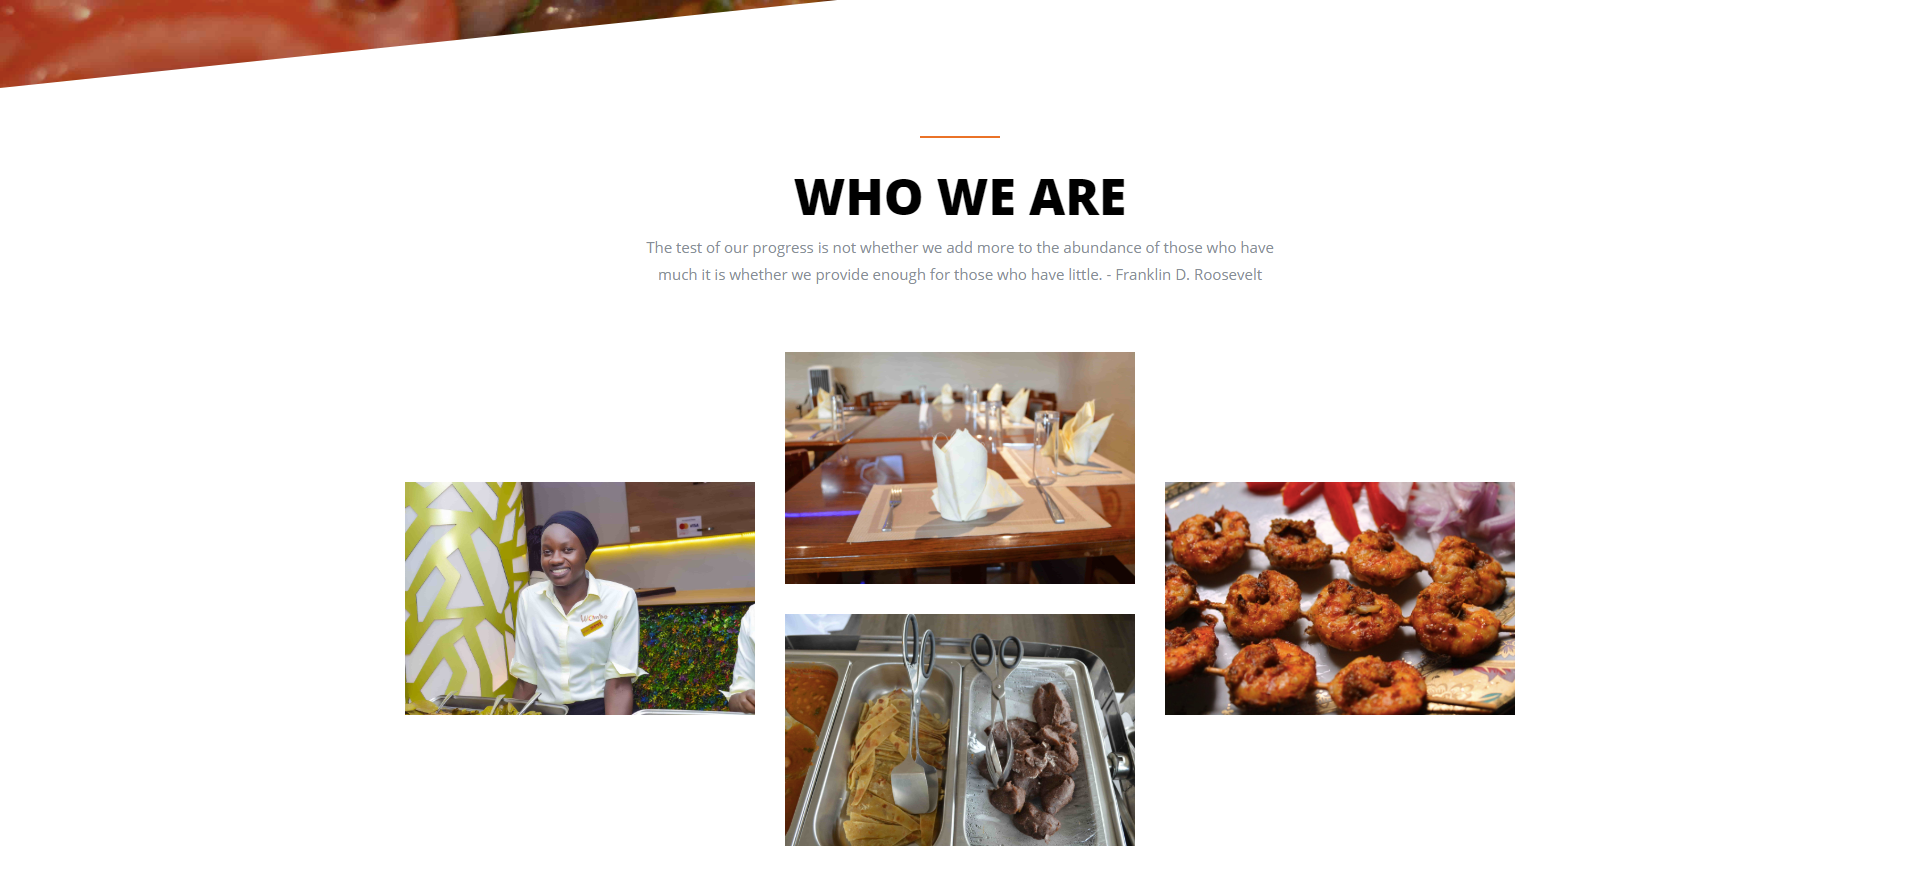 WHO WE ARE
The test of our progress is not whether we add more to the abundance of those who have
much it is whether we provide enough for those who have little. - Franklin D. Roosevelt
VISA